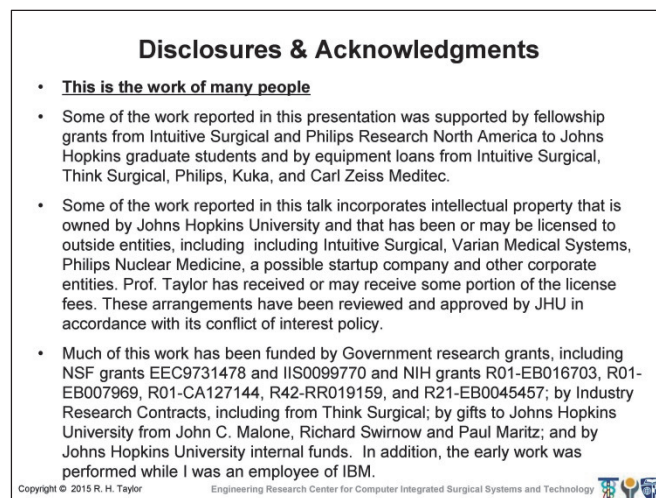 Disclosures & Acknowledgments
• This is the work of many people
• Some of the work reported in this presentation was supported by fellowship
grants from Intuitive Surgical and Philips Research North America to Johns
Hopkins graduate students and by equipment loans from Intuitive Surgical,
Think Surgical, Philips, Kuka, and Carl Zeiss Meditec.
• Some of the work reported in this talk incorporates intellectual property that is
owned by Johns Hopkins University and that has been or may be licensed to
outside entities, including including Intuitive Surgical, Varian Medical Systems,
Philips Nuclear Medicine, a possible startup company and other corporate
entities. Prof. Taylor has received or may receive some portion of the license
fees. These arrangements have been reviewed and approved by JHU in
accordance with its conflict of interest policy.
• Much of this work has been funded by Government research grants, including
NSF grants EEC9731478 and IIS0099770 and NIH grants R01-EB016703, R01-
EB007969, R01-CA127144, R42-RR019159, and R21-EB0045457; by Industry
Research Contracts, including from Think Surgical; by gifts to Johns Hopkins
University from John C. Malone, Richard Swirnow and Paul Maritz; and by
Johns Hopkins University internal funds. In addition, the early work was
performed while I was an employee of IBM.
Copyright © 2015 R. H. Taylor Engineering Research Center for Computer Integrated Surgical Systems and Technology